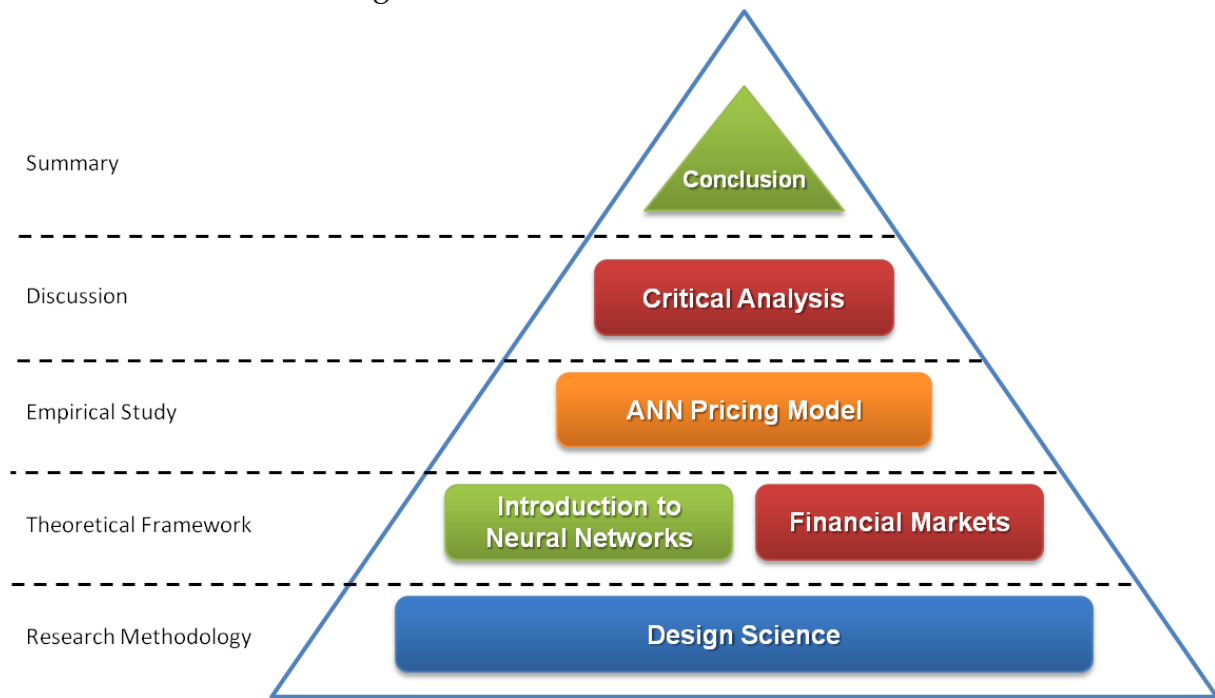 Summary
Conclusion
Discussion
Critical Analysis
Empirical Study
ANN Pricing Model
Theoretical Framework
Introduction to
Neural Networks
Financial Markets
Research Methodology
Design Science